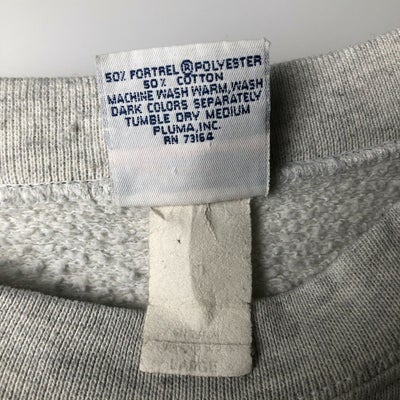 50% FORTREL ® POLYESTER
50% COTTON
MACHINE WASH WARM, WASH
DARK COLORS SEPARATELY
TUMBLE DRY MEDIUM
PLUMA, INC.
RN 73164
LARGE